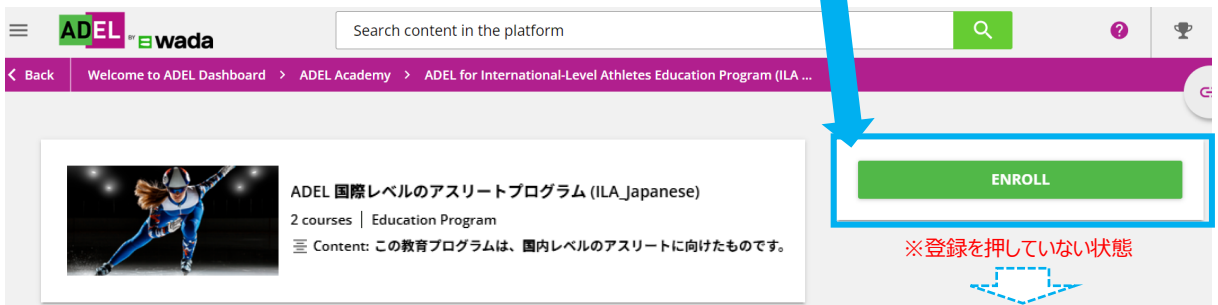 ADEL BY wada
Search content in the platform
?
Back Welcome to ADEL Dashboard > ADEL Academy > ADEL for International-Level Athletes Education Program (ILA ...
ADEL 国際レベルのアスリートプログラム (ILA_Japanese)
2 courses | Education Program
Content: この教育プログラムは、国内レベルのアスリートに向けたものです。
ENROLL
※登録を押していない状態